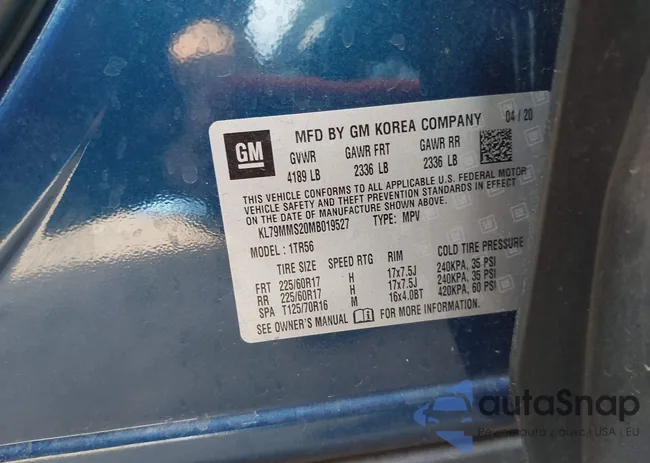 GM
MFD BY GM KOREA COMPANY 04 / 20
GVWR GAWR FRT GAWR RR
4189 LB 2336 LB 2336 LB
THIS VEHICLE CONFORMS TO ALL APPLICABLE U.S. FEDERAL MOTOR
VEHICLE SAFETY AND THEFT PREVENTION STANDARDS IN EFFECT
ON THE DATE OF MANUFACTURE SHOWN ABOVE.
KL79MMS20MB019527 TYPE: MPV
MODEL: 1TR56
TIRE SIZE SPEED RTG RIM COLD TIRE PRESSURE
FRT 225/60R17 H 17x7.5J 240KPA, 35 PSI
RR 225/60R17 H 17x7.5J 240KPA, 35 PSI
SPA T125/70R16 M 16x4.0BT 420KPA, 60 PSI
SEE OWNER'S MANUAL FOR MORE INFORMATION.
autoSnap
USA | EU